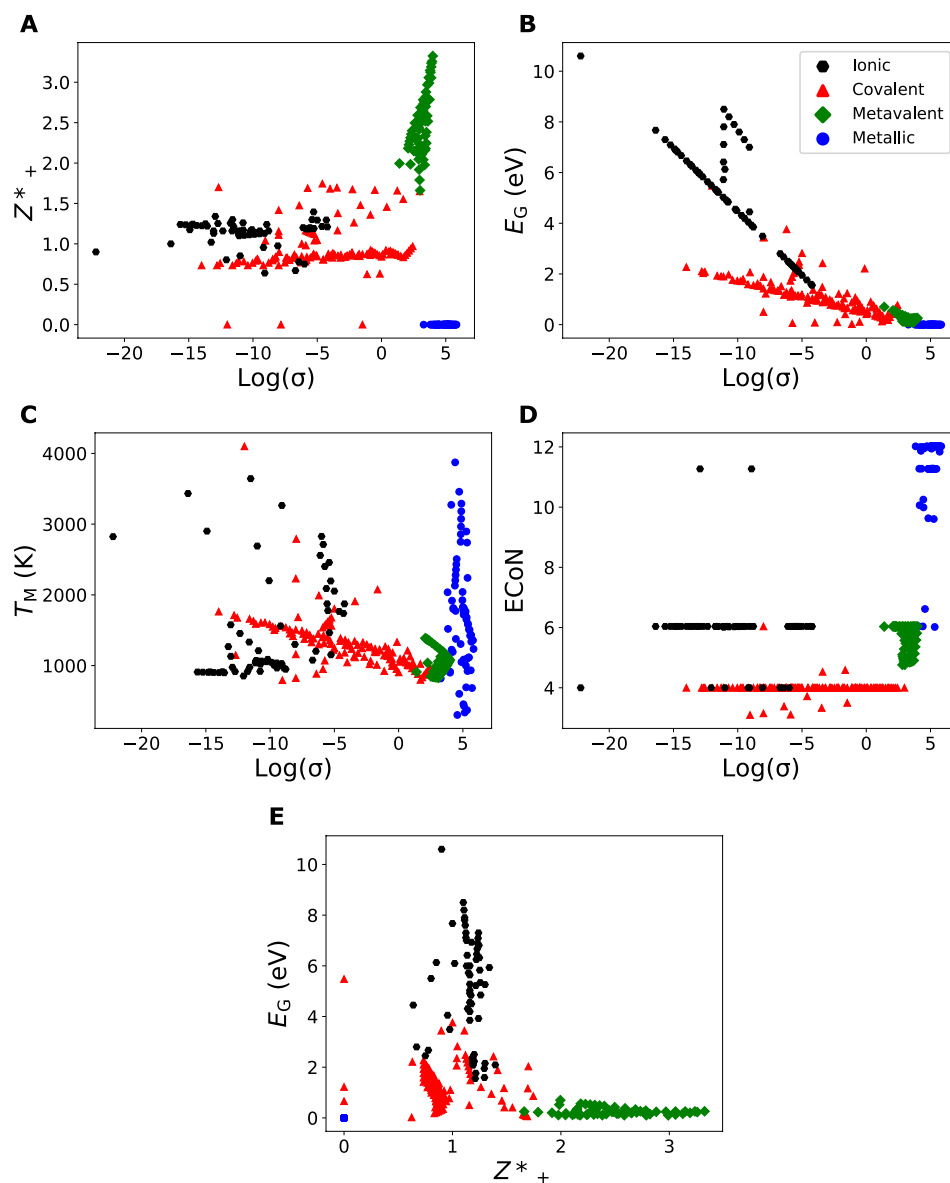 A
Z*₊
3.0
2.5
2.0
1.5
1.0
0.5
0.0
−20
−15
−10
−5
0
5
Log(σ)
B
E_G (eV)
10
8
6
4
2
0
−20
−15
−10
−5
0
5
Log(σ)
Ionic
Covalent
Metavalent
Metallic
C
T_M (K)
4000
3000
2000
1000
−20
−15
−10
−5
0
5
Log(σ)
D
ECoN
12
10
8
6
4
−20
−15
−10
−5
0
5
Log(σ)
E
E_G (eV)
10
8
6
4
2
0
0
1
2
3
Z*₊